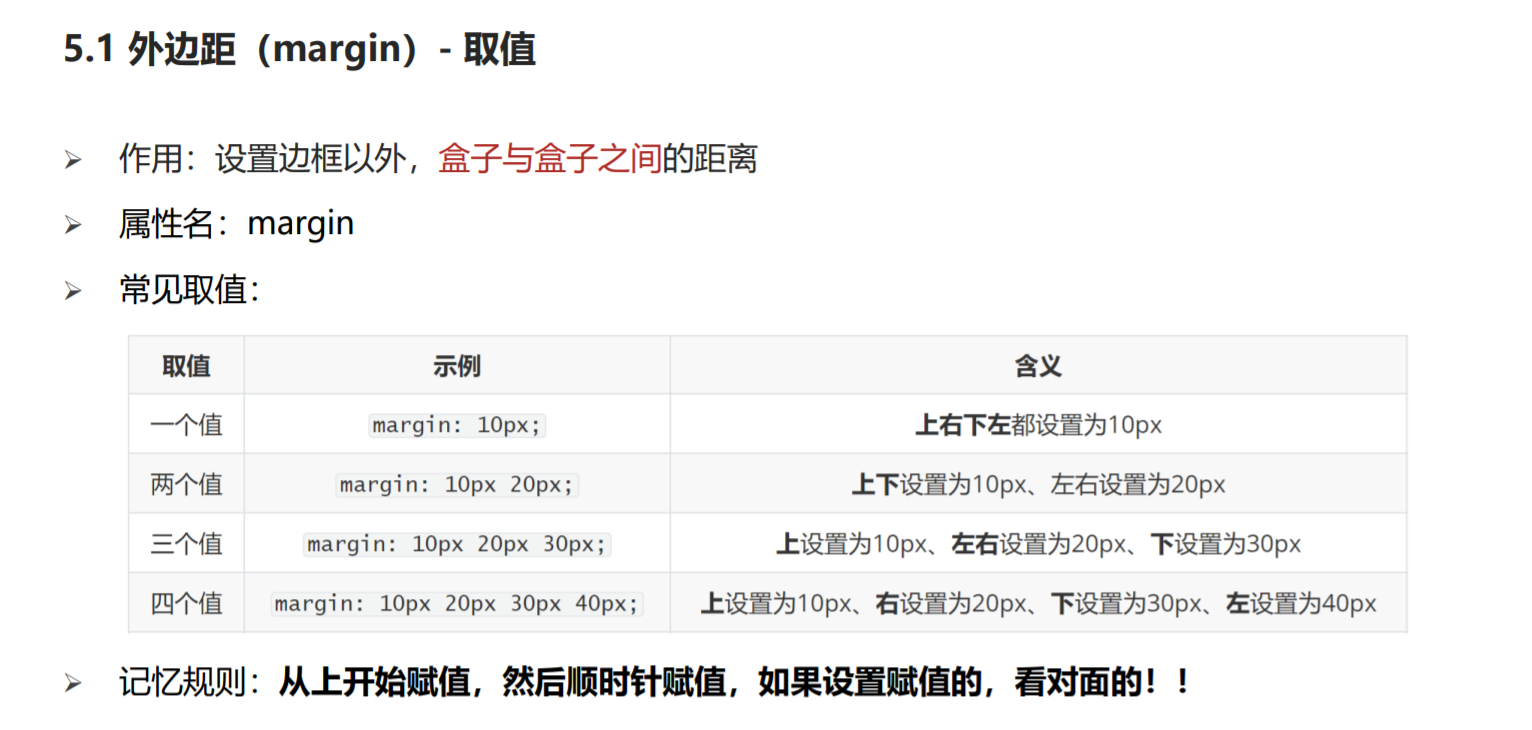 5.1 外边距（margin）- 取值
➢ 作用：设置边框以外，盒子与盒子之间的距离
➢ 属性名：margin
➢ 常见取值：
取值 示例 含义
一个值 margin: 10px; 上右下左都设置为10px
两个值 margin: 10px 20px; 上下设置为10px、左右设置为20px
三个值 margin: 10px 20px 30px; 上设置为10px、左右设置为20px、下设置为30px
四个值 margin: 10px 20px 30px 40px; 上设置为10px、右设置为20px、下设置为30px、左设置为40px
➢ 记忆规则：从上开始赋值，然后顺时针赋值，如果设置赋值的，看对面的！！